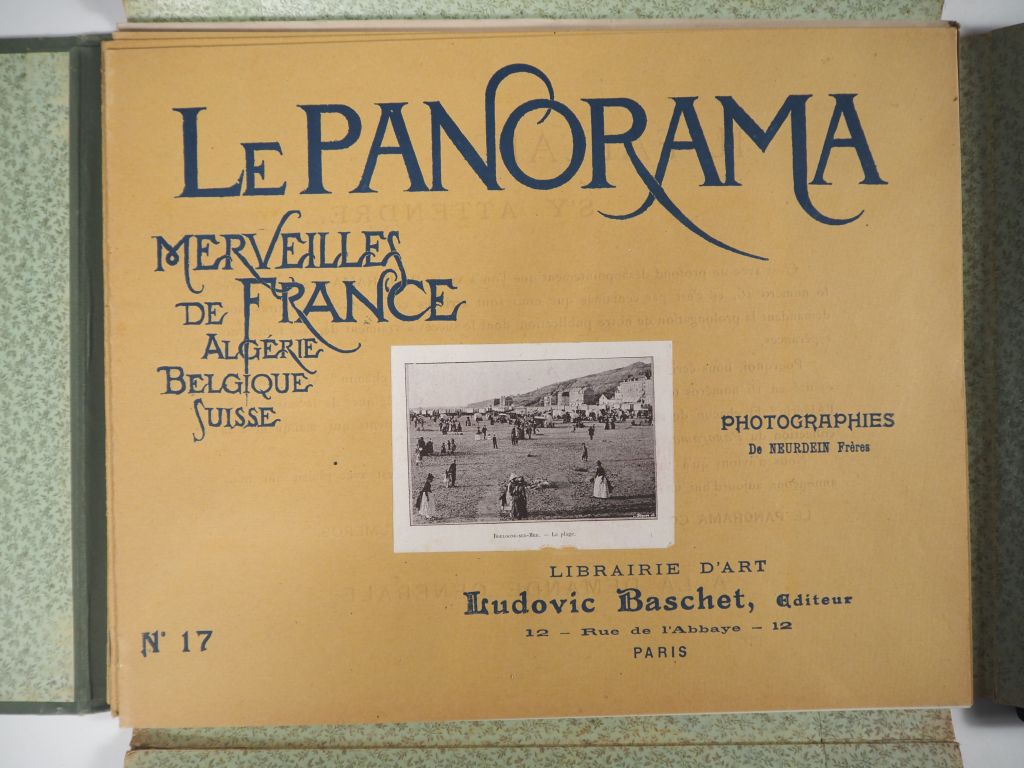 LE PANORAMA
MERVEILLES
DE FRANCE
ALGÉRIE
BELGIQUE
SUISSE
BOULOGNE-SUR-MER. — La plage.
PHOTOGRAPHIES
De NEURDEIN Frères
LIBRAIRIE D'ART
Ludovic Baschet, Editeur
12 – Rue de l'Abbaye – 12
PARIS
N° 17